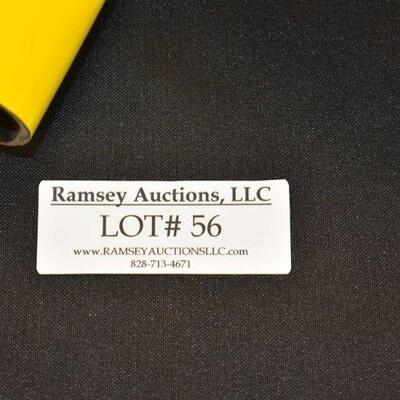 Ramsey Auctions, LLC
LOT# 56
www.RAMSEYAUCTIONSLLC.com
828-713-4671